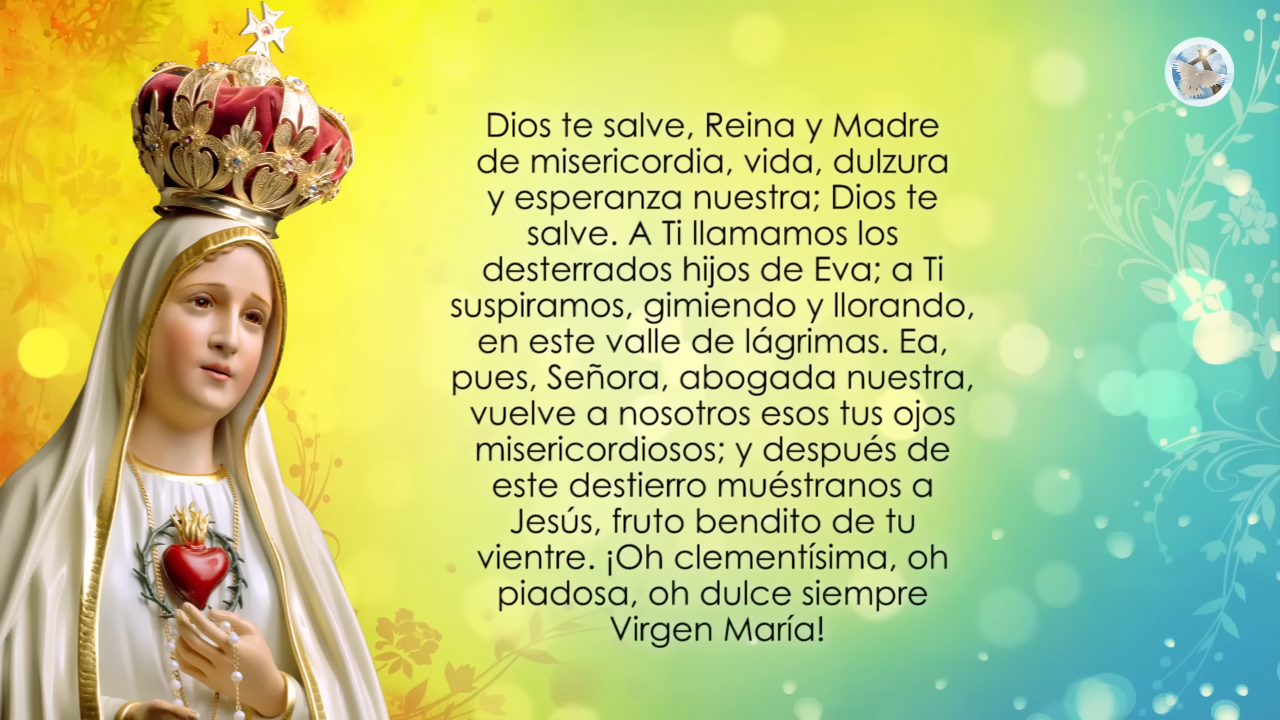 Dios te salve, Reina y Madre
de misericordia, vida, dulzura
y esperanza nuestra; Dios te
salve. A Ti llamamos los
desterrados hijos de Eva; a Ti
suspiramos, gimiendo y llorando,
en este valle de lágrimas. Ea,
pues, Señora, abogada nuestra,
vuelve a nosotros esos tus ojos
misericordiosos; y después de
este destierro muéstranos a
Jesús, fruto bendito de tu
vientre. ¡Oh clementísima, oh
piadosa, oh dulce siempre
Virgen María!